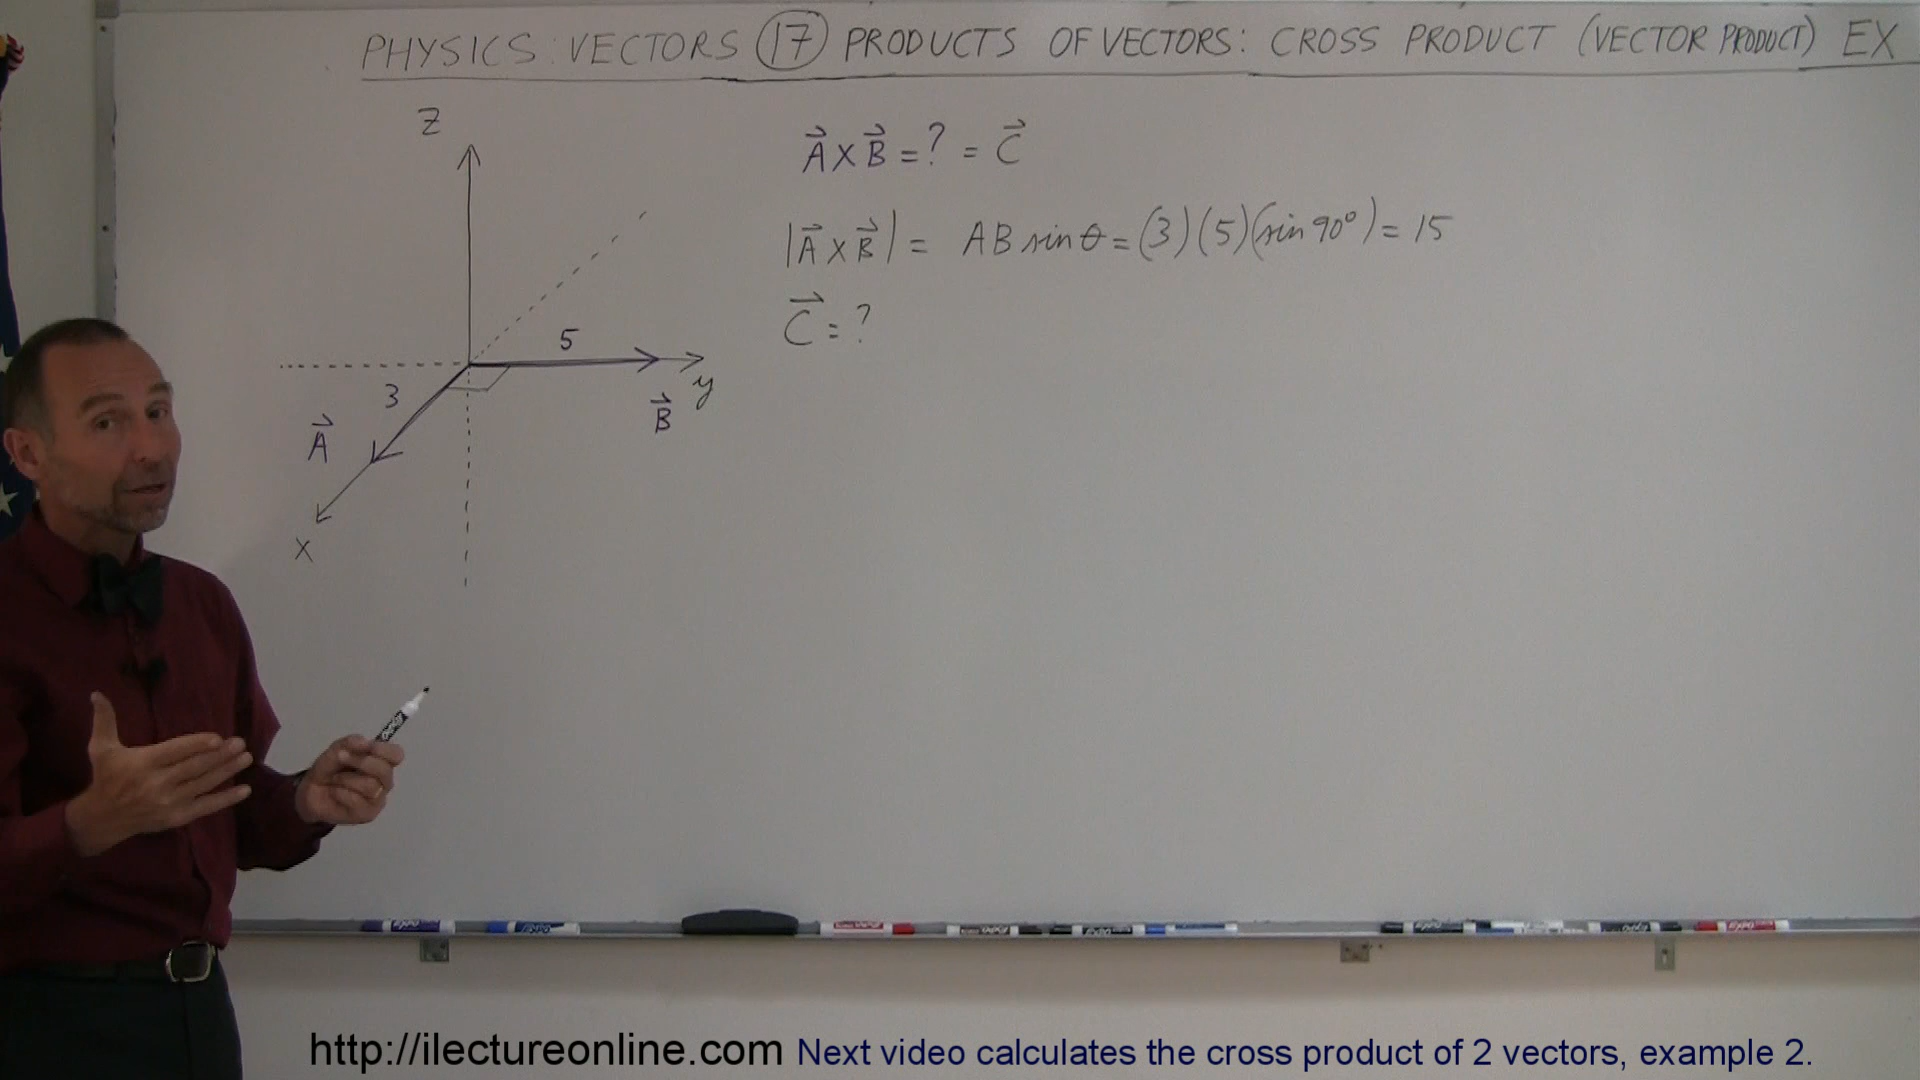 PHYSICS: VECTORS 17 PRODUCTS OF VECTORS: CROSS PRODUCT (VECTOR PRODUCT) EX
Z
A⃗ X B⃗ = ? = C⃗
|A⃗ X B⃗| = AB sin θ = (3)(5)(sin 90°) = 15
C⃗ = ?
5
3
y
B⃗
A⃗
X
http://ilectureonline.com Next video calculates the cross product of 2 vectors, example 2.